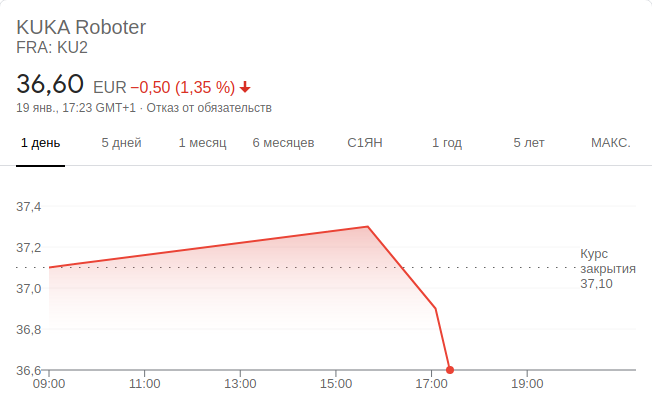 KUKA Roboter
FRA: KU2
36,60 EUR −0,50 (1,35 %)
19 янв., 17:23 GMT+1 · Отказ от обязательств
1 день 5 дней 1 месяц 6 месяцев С1ЯН 1 год 5 лет МАКС.
37,4
37,2
37,0
36,8
36,6
Курс
закрытия
37,10
09:00 11:00 13:00 15:00 17:00 19:00